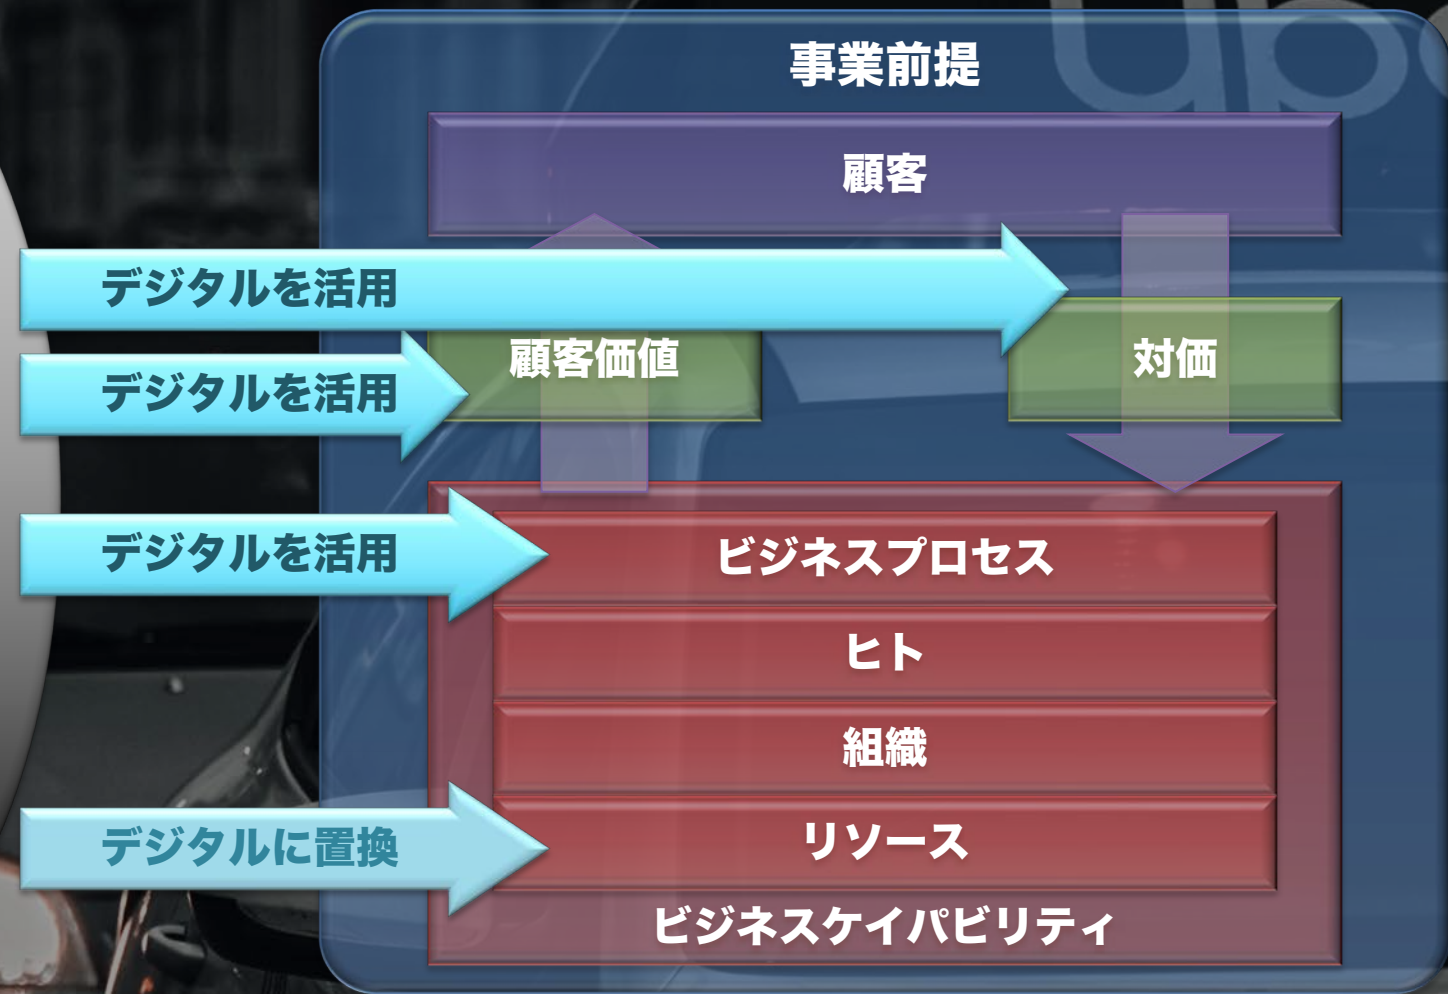 事業前提
顧客
デジタルを活用
顧客価値
対価
デジタルを活用
デジタルを活用
ビジネスプロセス
ヒト
組織
デジタルに置換
リソース
ビジネスケイパビリティ